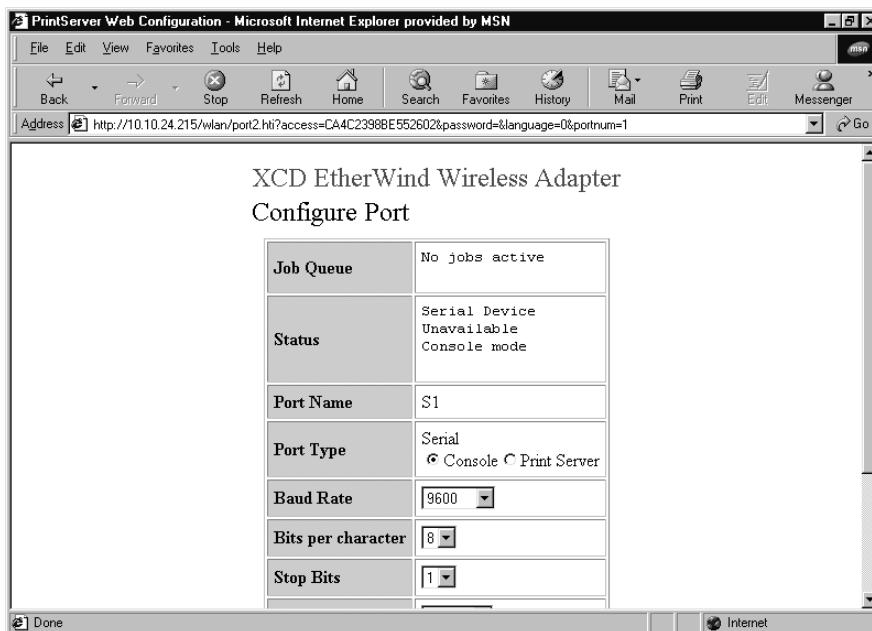 PrintServer Web Configuration - Microsoft Internet Explorer provided by MSN
File Edit View Favorites Tools Help
msn
Back Forward Stop Refresh Home Search Favorites History Mail Print Edit Messenger
Address http://10.10.24.215/wlan/port2.hti?access=CA4C2398BE552602&password=&language=0&portnum=1 Go
XCD EtherWind Wireless Adapter
Configure Port
Job Queue No jobs active
Status Serial Device
Unavailable
Console mode
Port Name S1
Port Type Serial
Console Print Server
Baud Rate 9600
Bits per character 8
Stop Bits 1
Done Internet